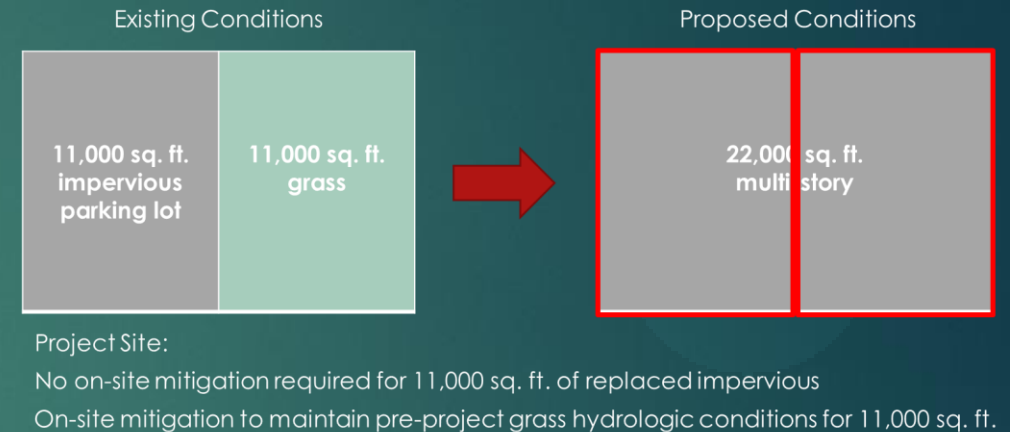 Existing Conditions
Proposed Conditions
11,000 sq. ft.
impervious
parking lot
11,000 sq. ft.
grass
22,000 sq. ft.
multi story
Project Site:
No on-site mitigation required for 11,000 sq. ft. of replaced impervious
On-site mitigation to maintain pre-project grass hydrologic conditions for 11,000 sq. ft.